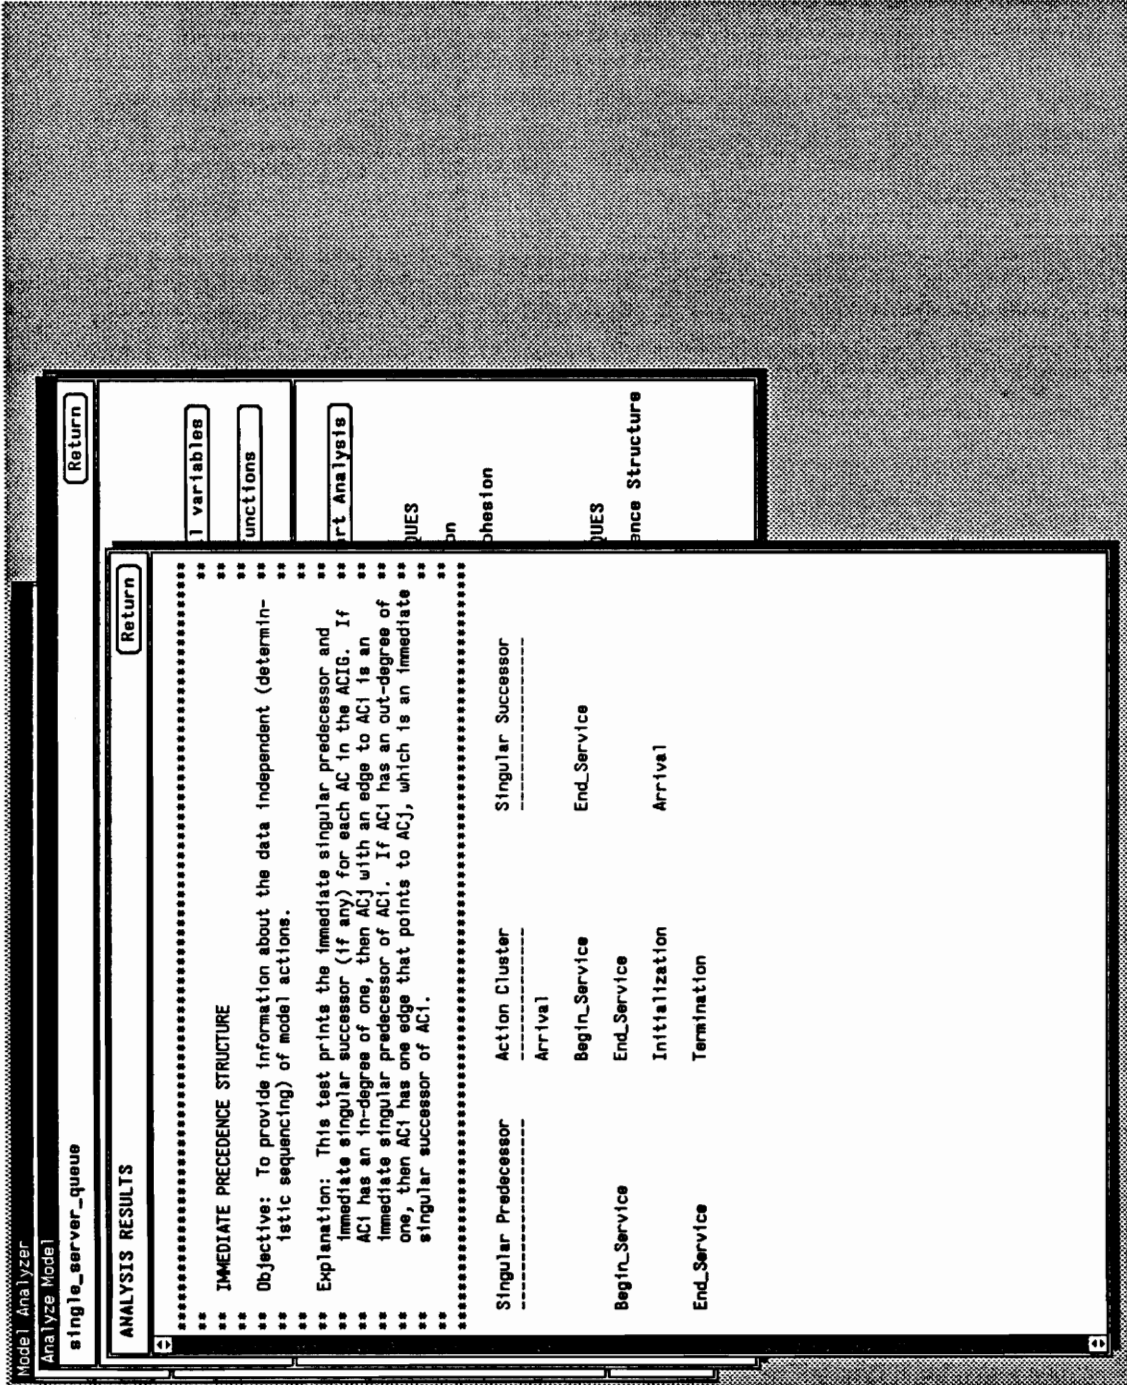 Model Analyzer
Analyze Model
single_server_queue Return
l variables
unctions
rt Analysis
QUES
on
ohesion
QUES
ence Structure
ANALYSIS RESULTS Return
******************************************************************************
** **
** IMMEDIATE PRECEDENCE STRUCTURE **
** **
** Objective: To provide information about the data independent (determin- **
** istic sequencing) of model actions. **
** **
** Explanation: This test prints the immediate singular predecessor and **
** immediate singular successor (if any) for each AC in the ACIG. If **
** ACi has an in-degree of one, then ACj with an edge to ACi is an **
** immediate singular predecessor of ACi. If ACi has an out-degree of **
** one, then ACi has one edge that points to ACj, which is an immediate **
** singular successor of ACi. **
** **
******************************************************************************
Singular Predecessor Action Cluster Singular Successor
-------------------- -------------- ------------------
Arrival
Begin_Service End_Service
Begin_Service End_Service
Initialization Arrival
End_Service Termination